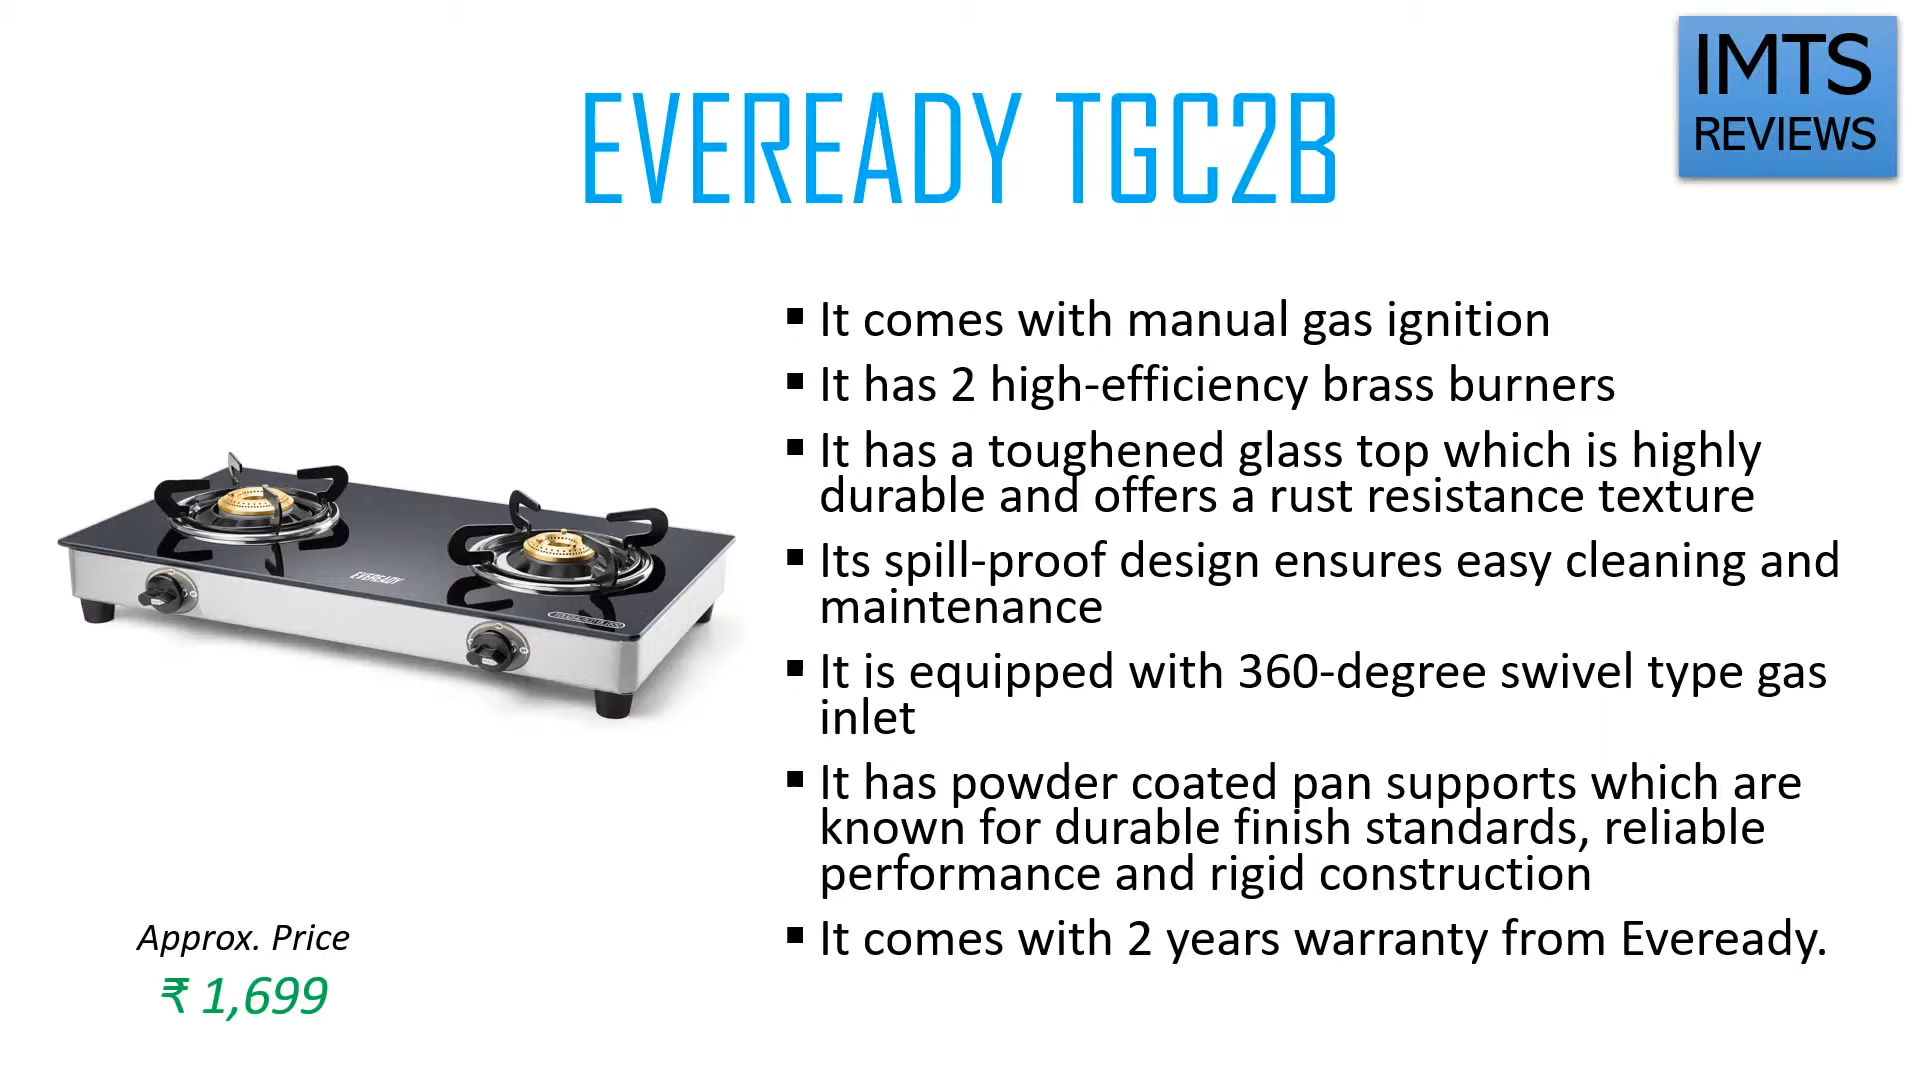 IMTS
REVIEWS
EVEREADY TGC2B
▪ It comes with manual gas ignition
▪ It has 2 high-efficiency brass burners
▪ It has a toughened glass top which is highly
durable and offers a rust resistance texture
▪ Its spill-proof design ensures easy cleaning and
maintenance
▪ It is equipped with 360-degree swivel type gas
inlet
▪ It has powder coated pan supports which are
known for durable finish standards, reliable
performance and rigid construction
▪ It comes with 2 years warranty from Eveready.
EVEREADY
Approx. Price
₹ 1,699